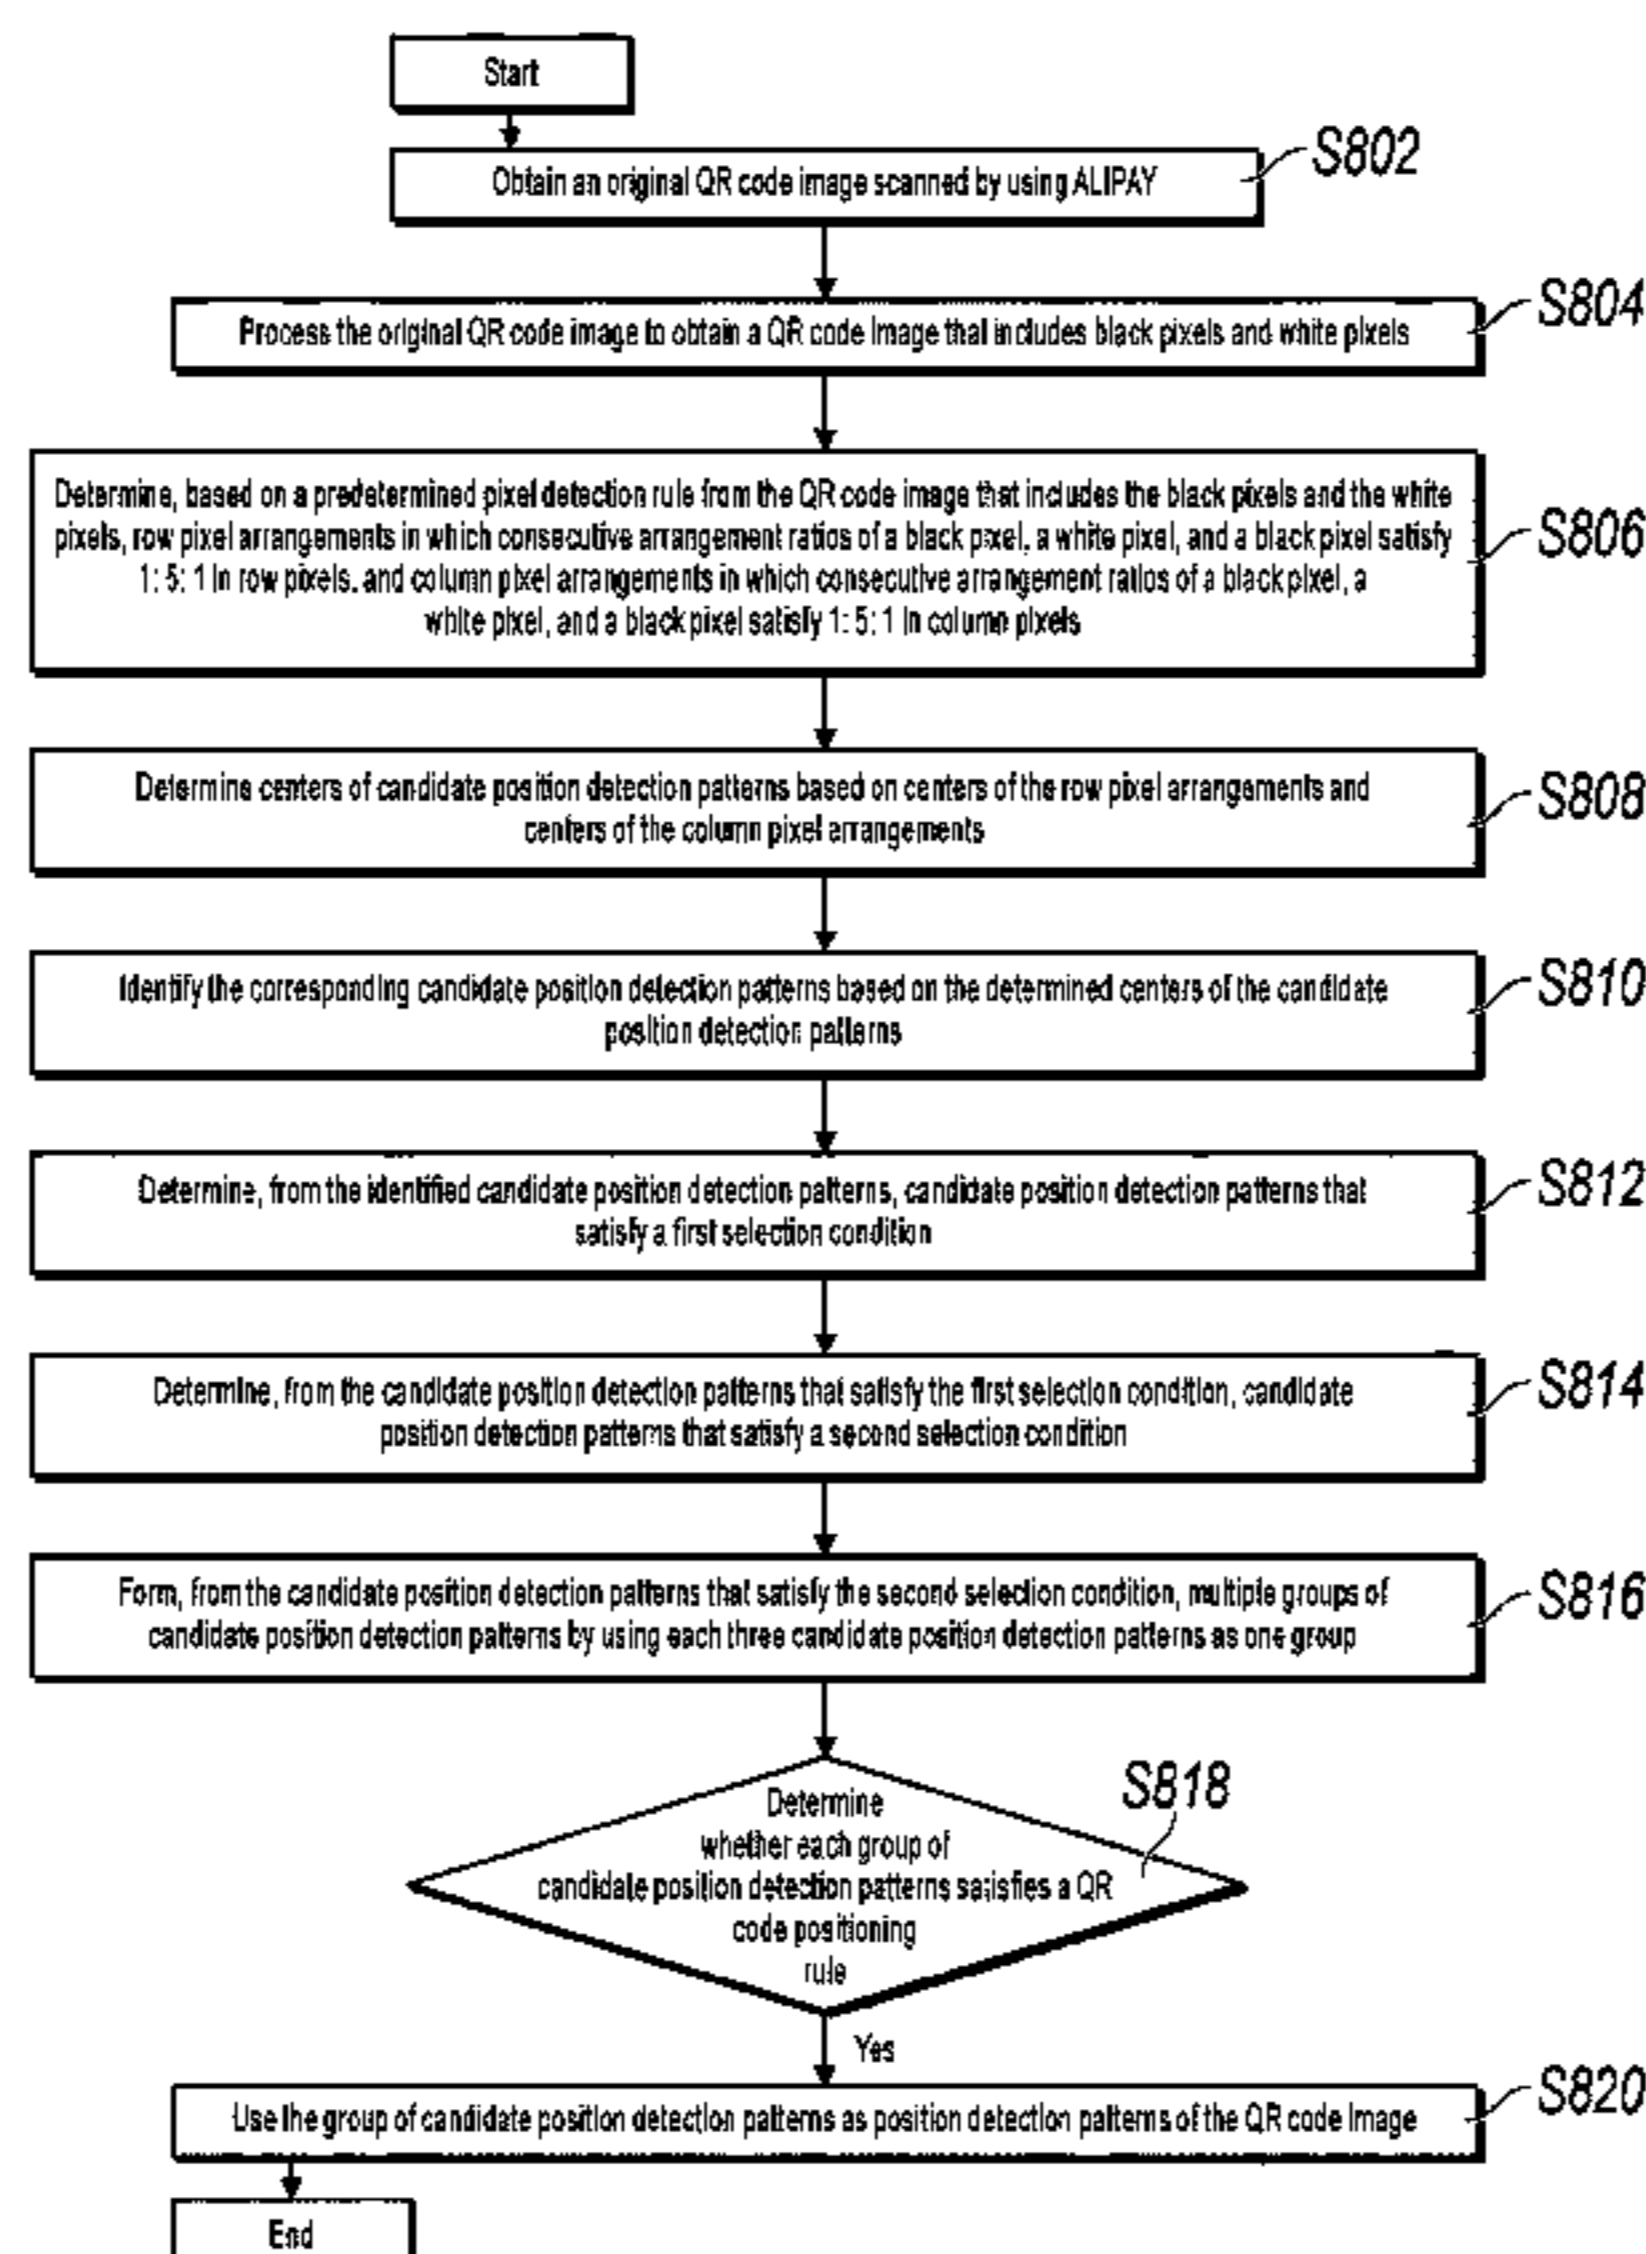 Start
S802
Obtain an original QR code image scanned by using ALIPAY
S804
Process the original QR code image to obtain a QR code image that includes black pixels and white pixels
S806
Determine, based on a predetermined pixel detection rule from the QR code image that includes the black pixels and the white
pixels, row pixel arrangements in which consecutive arrangement ratios of a black pixel, a white pixel, and a black pixel satisfy
1: 5: 1 in row pixels, and column pixel arrangements in which consecutive arrangement ratios of a black pixel, a
white pixel, and a black pixel satisfy 1: 5: 1 in column pixels
S808
Determine centers of candidate position detection patterns based on centers of the row pixel arrangements and
centers of the column pixel arrangements
S810
Identify the corresponding candidate position detection patterns based on the determined centers of the candidate
position detection patterns
S812
Determine, from the identified candidate position detection patterns, candidate position detection patterns that
satisfy a first selection condition
S814
Determine, from the candidate position detection patterns that satisfy the first selection condition, candidate
position detection patterns that satisfy a second selection condition
S816
Form, from the candidate position detection patterns that satisfy the second selection condition, multiple groups of
candidate position detection patterns by using each three candidate position detection patterns as one group
S818
Determine
whether each group of
candidate position detection patterns satisfies a QR
code positioning
rule
Yes
S820
Use the group of candidate position detection patterns as position detection patterns of the QR code image
End